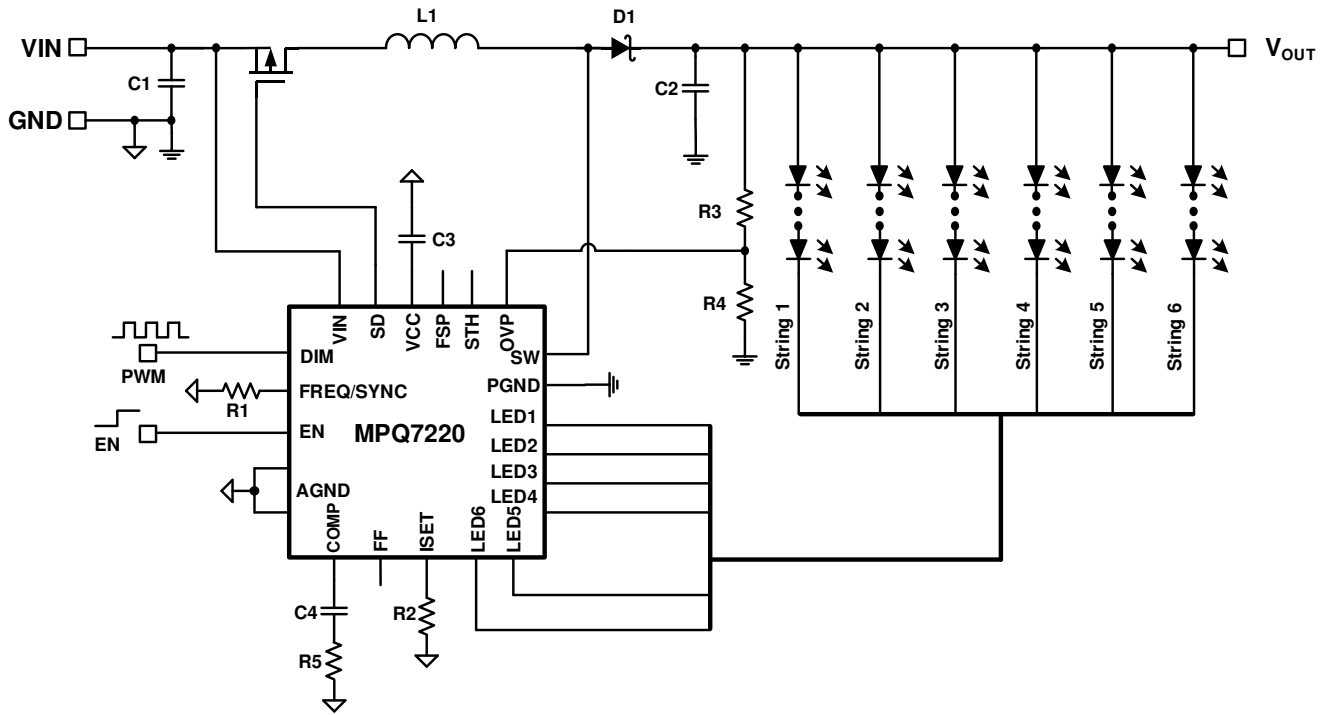 L1
D1
VIN
V_OUT
C1
C2
GND
R3
C3
R4
String 1
String 2
String 3
String 4
String 5
String 6
VIN
SD
VCC
FSP
STH
OVP
PWM
DIM
SW
FREQ/SYNC
PGND
R1
LED1
EN
EN
MPQ7220
LED2
LED3
AGND
LED4
COMP
FF
ISET
LED6
LED5
C4
R2
R5